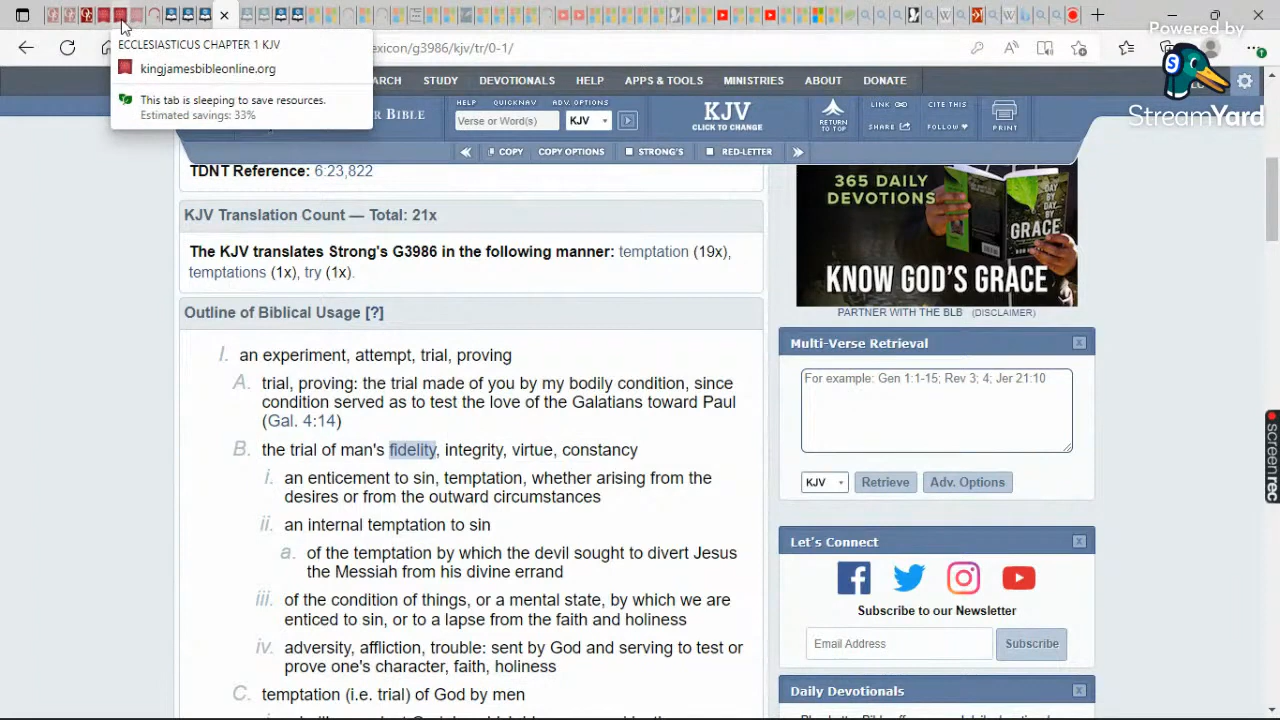 Powered by
StreamYard
ECCLESIASTICUS CHAPTER 1 KJV
kingjamesbibleonline.org
This tab is sleeping to save resources.
Estimated savings: 33%
exicon/g3986/kjv/tr/0-1/
ARCH STUDY DEVOTIONALS HELP APPS & TOOLS MINISTRIES ABOUT DONATE
R BIBLE
HELP QUICKNAV ADV. OPTIONS
Verse or Word(s)
KJV
KJV
CLICK TO CHANGE
RETURN TO TOP
LINK
CITE THIS
SHARE
FOLLOW
PRINT
COPY COPY OPTIONS STRONG'S RED-LETTER
TDNT Reference: 6:23,822
KJV Translation Count — Total: 21x
The KJV translates Strong's G3986 in the following manner: temptation (19x),
temptations (1x), try (1x).
Outline of Biblical Usage [?]
I. an experiment, attempt, trial, proving
A. trial, proving: the trial made of you by my bodily condition, since
condition served as to test the love of the Galatians toward Paul
(Gal. 4:14)
B. the trial of man's fidelity, integrity, virtue, constancy
i. an enticement to sin, temptation, whether arising from the
desires or from the outward circumstances
ii. an internal temptation to sin
a. of the temptation by which the devil sought to divert Jesus
the Messiah from his divine errand
iii. of the condition of things, or a mental state, by which we are
enticed to sin, or to a lapse from the faith and holiness
iv. adversity, affliction, trouble: sent by God and serving to test or
prove one's character, faith, holiness
C. temptation (i.e. trial) of God by men
365 DAILY
DEVOTIONS
DAY
BY DAY
BY
GRACE
KNOW GOD'S GRACE
PARTNER WITH THE BLB (DISCLAIMER)
Multi-Verse Retrieval
For example: Gen 1:1-15; Rev 3; 4; Jer 21:10
KJV
Retrieve
Adv. Options
Let's Connect
Subscribe to our Newsletter
Email Address
Subscribe
Daily Devotionals
screenrec